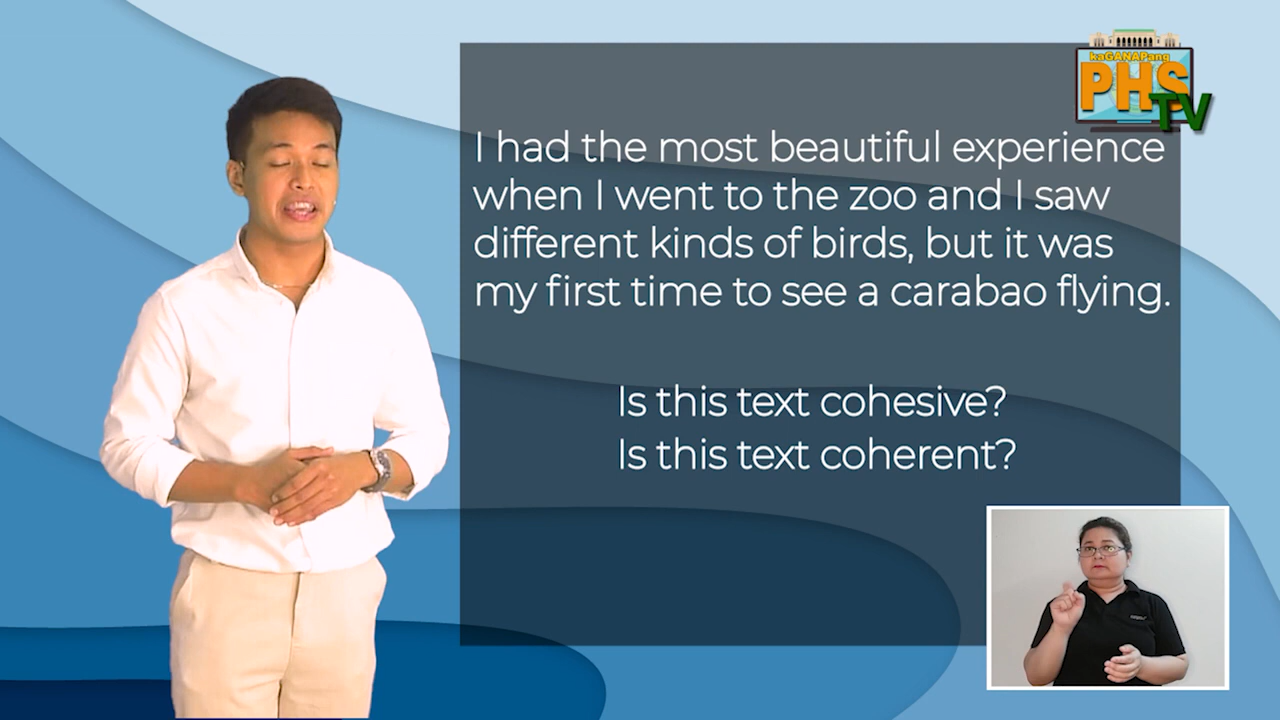 kaGANAPang
PHS
TV
I had the most beautiful experience
when I went to the zoo and I saw
different kinds of birds, but it was
my first time to see a carabao flying.
Is this text cohesive?
Is this text coherent?